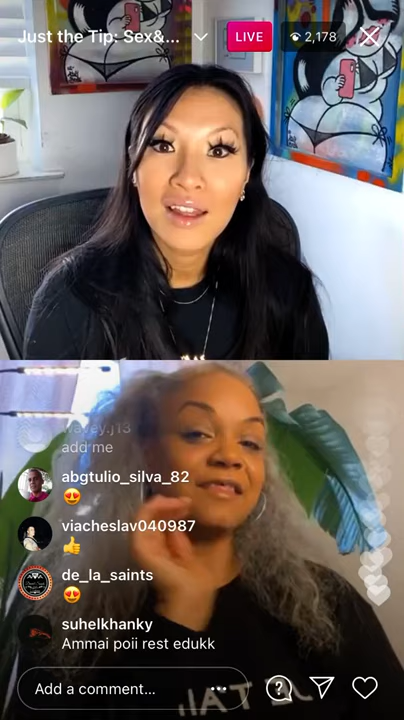 Just the Tip: Sex&...
LIVE
2,178
add me
abgtulio_silva_82
viacheslav040987
de_la_saints
suhelkhanky
Ammai poii rest edukk
Add a comment...